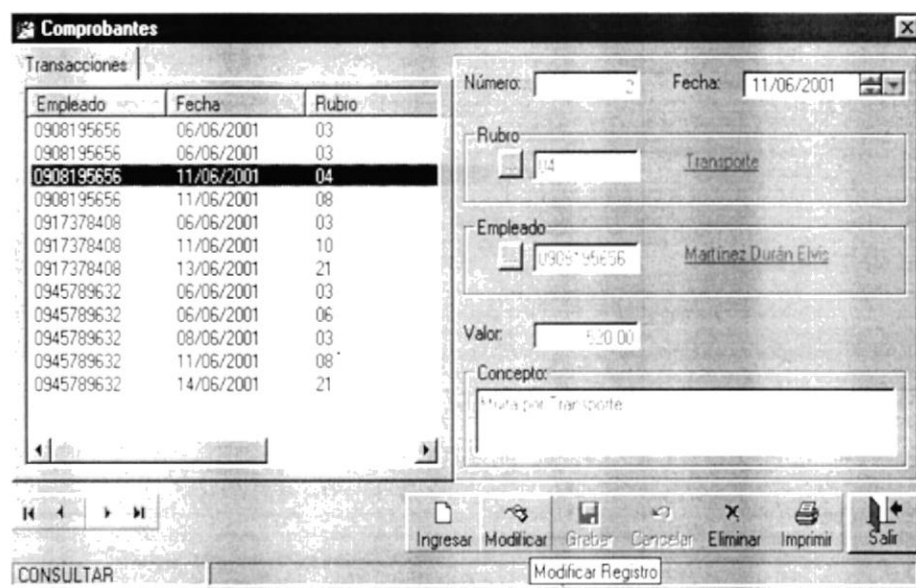 Comprobantes
Transacciones
Empleado Fecha Rubro
0908195656 06/06/2001 03
0908195656 06/06/2001 03
0908195656 11/06/2001 04
0908195656 11/06/2001 08
0917378408 06/06/2001 03
0917378408 11/06/2001 10
0917378408 13/06/2001 21
0945789632 06/06/2001 03
0945789632 06/06/2001 06
0945789632 08/06/2001 03
0945789632 11/06/2001 08
0945789632 14/06/2001 21
Número: Fecha: 11/06/2001
Rubro
04 Transporte
Empleado
0908195656 Martínez Durán Elvis
Valor: 520.00
Concepto:
por Transporte
Ingresar Modificar Grabar Cancelar Eliminar Imprimir Salir
CONSULTAR Modificar Registro